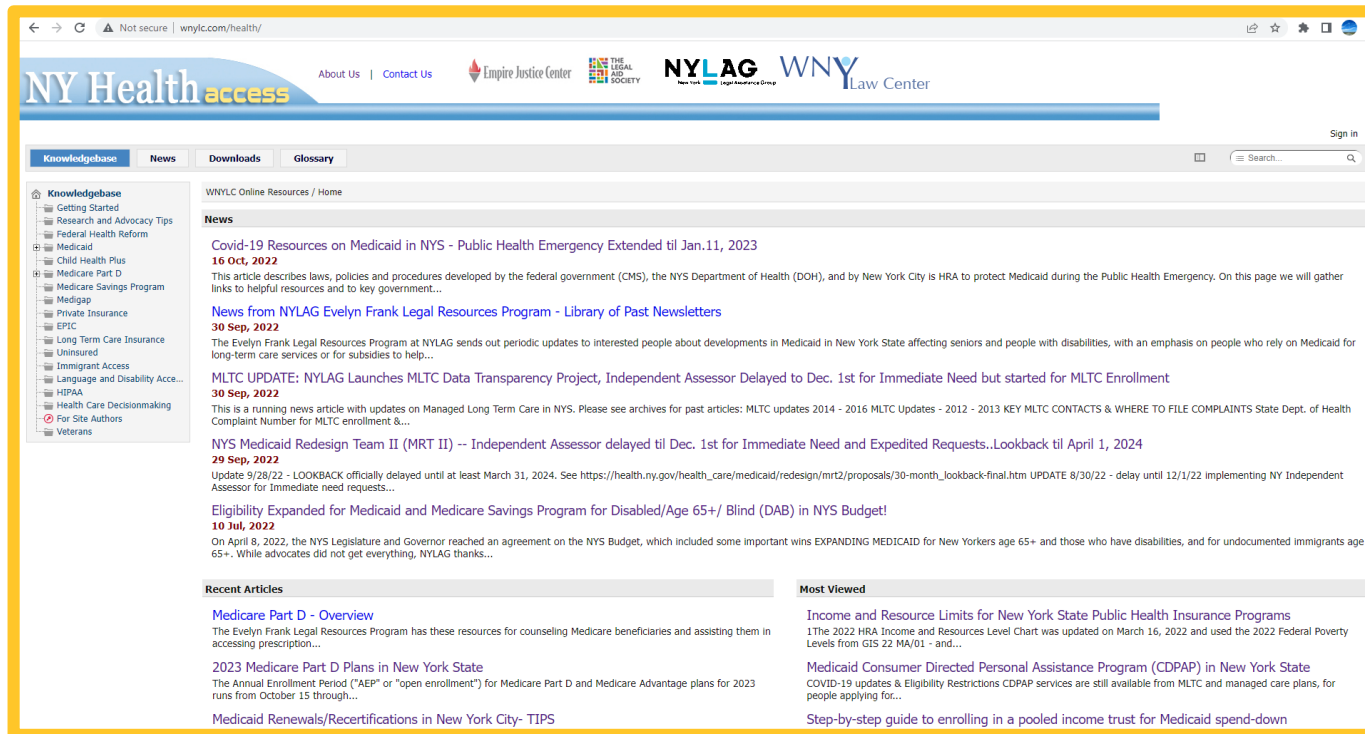 Not secure | wnylc.com/health/
NY Health access
About Us | Contact Us
Empire Justice Center
THE LEGAL AID SOCIETY
NYLAG
New York Legal Assistance Group
WNY Law Center
Sign in
Knowledgebase News Downloads Glossary
Search...
Knowledgebase
Getting Started
Research and Advocacy Tips
Federal Health Reform
Medicaid
Child Health Plus
Medicare Part D
Medicare Savings Program
Medigap
Private Insurance
EPIC
Long Term Care Insurance
Uninsured
Immigrant Access
Language and Disability Acce...
HIPAA
Health Care Decisionmaking
For Site Authors
Veterans
WNYLC Online Resources / Home
News
Covid-19 Resources on Medicaid in NYS - Public Health Emergency Extended til Jan.11, 2023
16 Oct, 2022
This article describes laws, policies and procedures developed by the federal government (CMS), the NYS Department of Health (DOH), and by New York City is HRA to protect Medicaid during the Public Health Emergency. On this page we will gather
links to helpful resources and to key government...
News from NYLAG Evelyn Frank Legal Resources Program - Library of Past Newsletters
30 Sep, 2022
The Evelyn Frank Legal Resources Program at NYLAG sends out periodic updates to interested people about developments in Medicaid in New York State affecting seniors and people with disabilities, with an emphasis on people who rely on Medicaid for
long-term care services or for subsidies to help...
MLTC UPDATE: NYLAG Launches MLTC Data Transparency Project, Independent Assessor Delayed to Dec. 1st for Immediate Need but started for MLTC Enrollment
30 Sep, 2022
This is a running news article with updates on Managed Long Term Care in NYS. Please see archives for past articles: MLTC updates 2014 - 2016 MLTC Updates - 2012 - 2013 KEY MLTC CONTACTS & WHERE TO FILE COMPLAINTS State Dept. of Health
Complaint Number for MLTC enrollment &...
NYS Medicaid Redesign Team II (MRT II) -- Independent Assessor delayed til Dec. 1st for Immediate Need and Expedited Requests..Lookback til April 1, 2024
29 Sep, 2022
Update 9/28/22 - LOOKBACK officially delayed until at least March 31, 2024. See https://health.ny.gov/health_care/medicaid/redesign/mrt2/proposals/30-month_lookback-final.htm UPDATE 8/30/22 - delay until 12/1/22 implementing NY Independent
Assessor for Immediate need requests...
Eligibility Expanded for Medicaid and Medicare Savings Program for Disabled/Age 65+/ Blind (DAB) in NYS Budget!
10 Jul, 2022
On April 8, 2022, the NYS Legislature and Governor reached an agreement on the NYS Budget, which included some important wins EXPANDING MEDICAID for New Yorkers age 65+ and those who have disabilities, and for undocumented immigrants age
65+. While advocates did not get everything, NYLAG thanks...
Recent Articles
Medicare Part D - Overview
The Evelyn Frank Legal Resources Program has these resources for counseling Medicare beneficiaries and assisting them in
accessing prescription...
2023 Medicare Part D Plans in New York State
The Annual Enrollment Period ("AEP" or "open enrollment") for Medicare Part D and Medicare Advantage plans for 2023
runs from October 15 through...
Medicaid Renewals/Recertifications in New York City- TIPS
Most Viewed
Income and Resource Limits for New York State Public Health Insurance Programs
1The 2022 HRA Income and Resources Level Chart was updated on March 16, 2022 and used the 2022 Federal Poverty
Levels from GIS 22 MA/01 - and...
Medicaid Consumer Directed Personal Assistance Program (CDPAP) in New York State
COVID-19 updates & Eligibility Restrictions CDPAP services are still available from MLTC and managed care plans, for
people applying for...
Step-by-step guide to enrolling in a pooled income trust for Medicaid spend-down